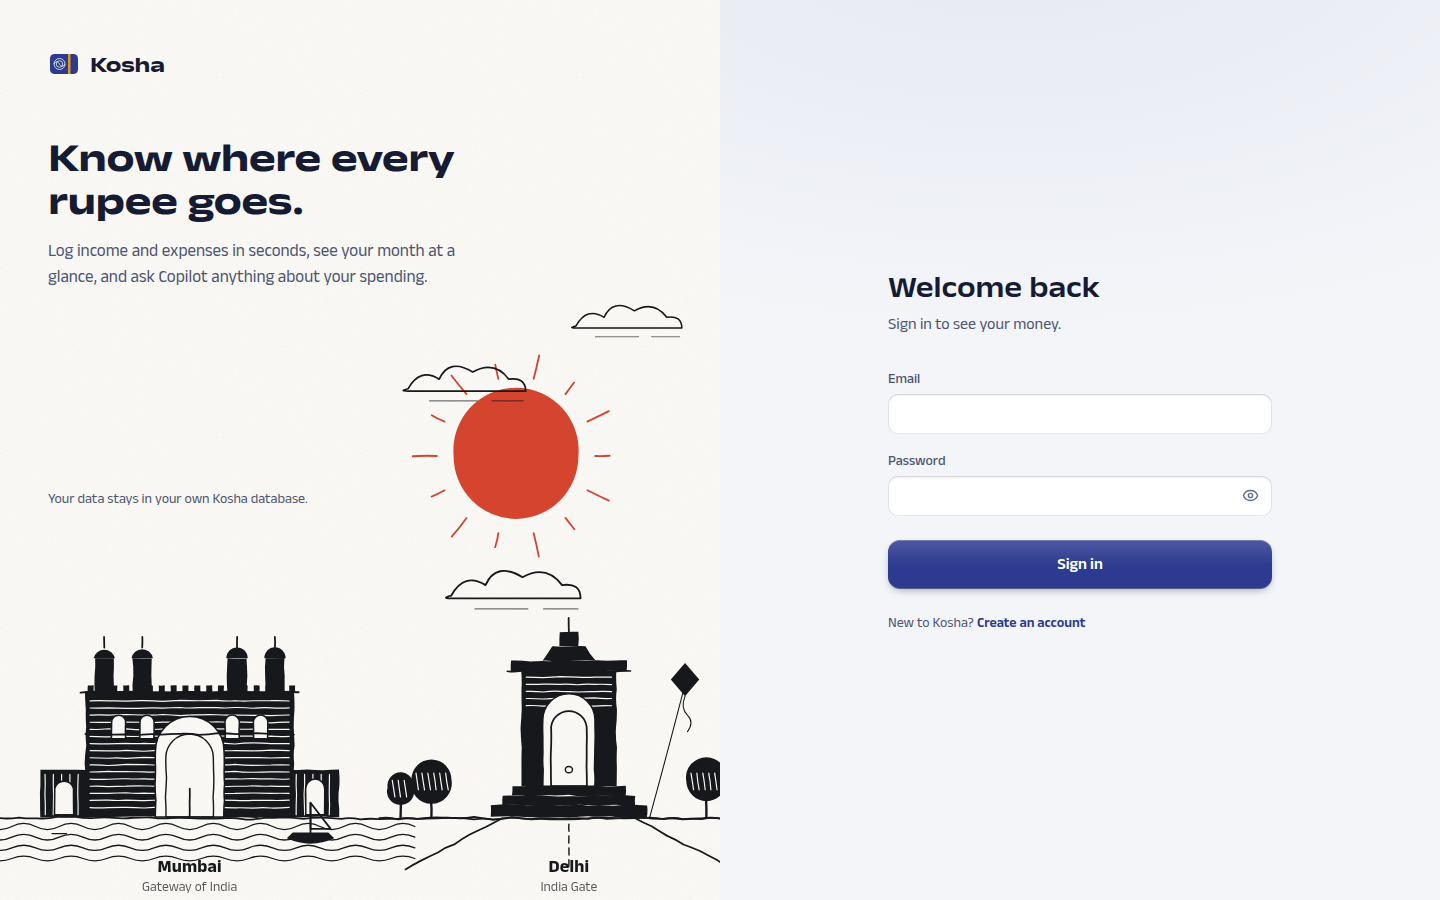 Kosha
Know where every
rupee goes.
Log income and expenses in seconds, see your month at a
glance, and ask Copilot anything about your spending.
Your data stays in your own Kosha database.
Mumbai
Gateway of India
Delhi
India Gate
Welcome back
Sign in to see your money.
Email
Password
Sign in
New to Kosha? Create an account